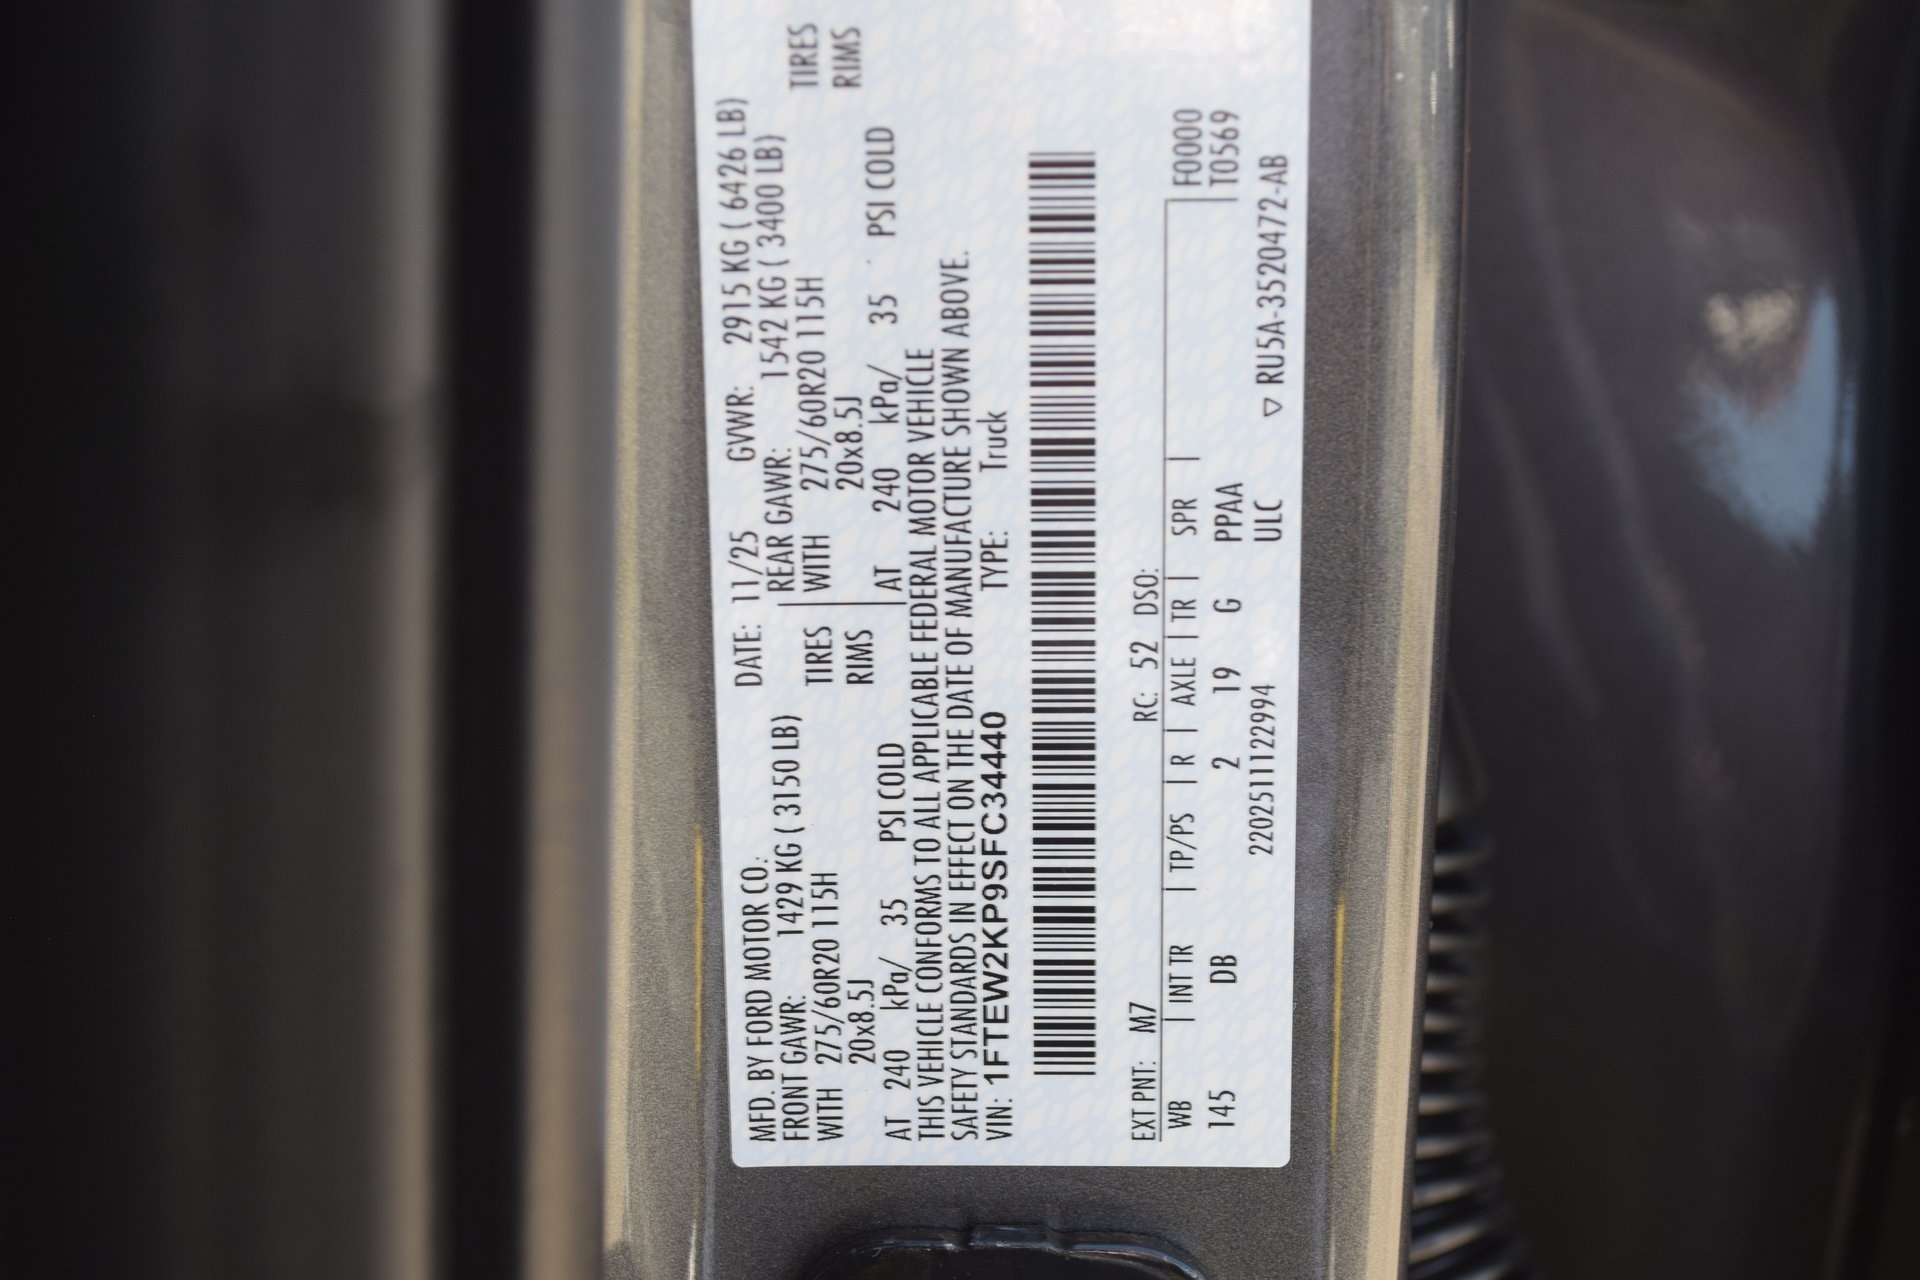 MFD. BY FORD MOTOR CO. DATE: 11/25 GVWR: 2915 KG ( 6426 LB)
FRONT GAWR: 1429 KG ( 3150 LB) REAR GAWR: 1542 KG ( 3400 LB)
WITH 275/60R20 115H TIRES WITH 275/60R20 115H TIRES
20x8.5J RIMS 20x8.5J RIMS
AT 240 kPa/ 35 PSI COLD AT 240 kPa/ 35 PSI COLD
THIS VEHICLE CONFORMS TO ALL APPLICABLE FEDERAL MOTOR VEHICLE
SAFETY STANDARDS IN EFFECT ON THE DATE OF MANUFACTURE SHOWN ABOVE.
VIN: 1FTEW2KP9SFC34440 TYPE: Truck
EXT PNT: M7 RC: 52 DSO:
WB | INT TR | TP/PS | R | AXLE | TR | SPR | F0000
145 DB 2 19 G PPAA T0569
220251112299​4 ULC ▽ RU5A-3520472-AB